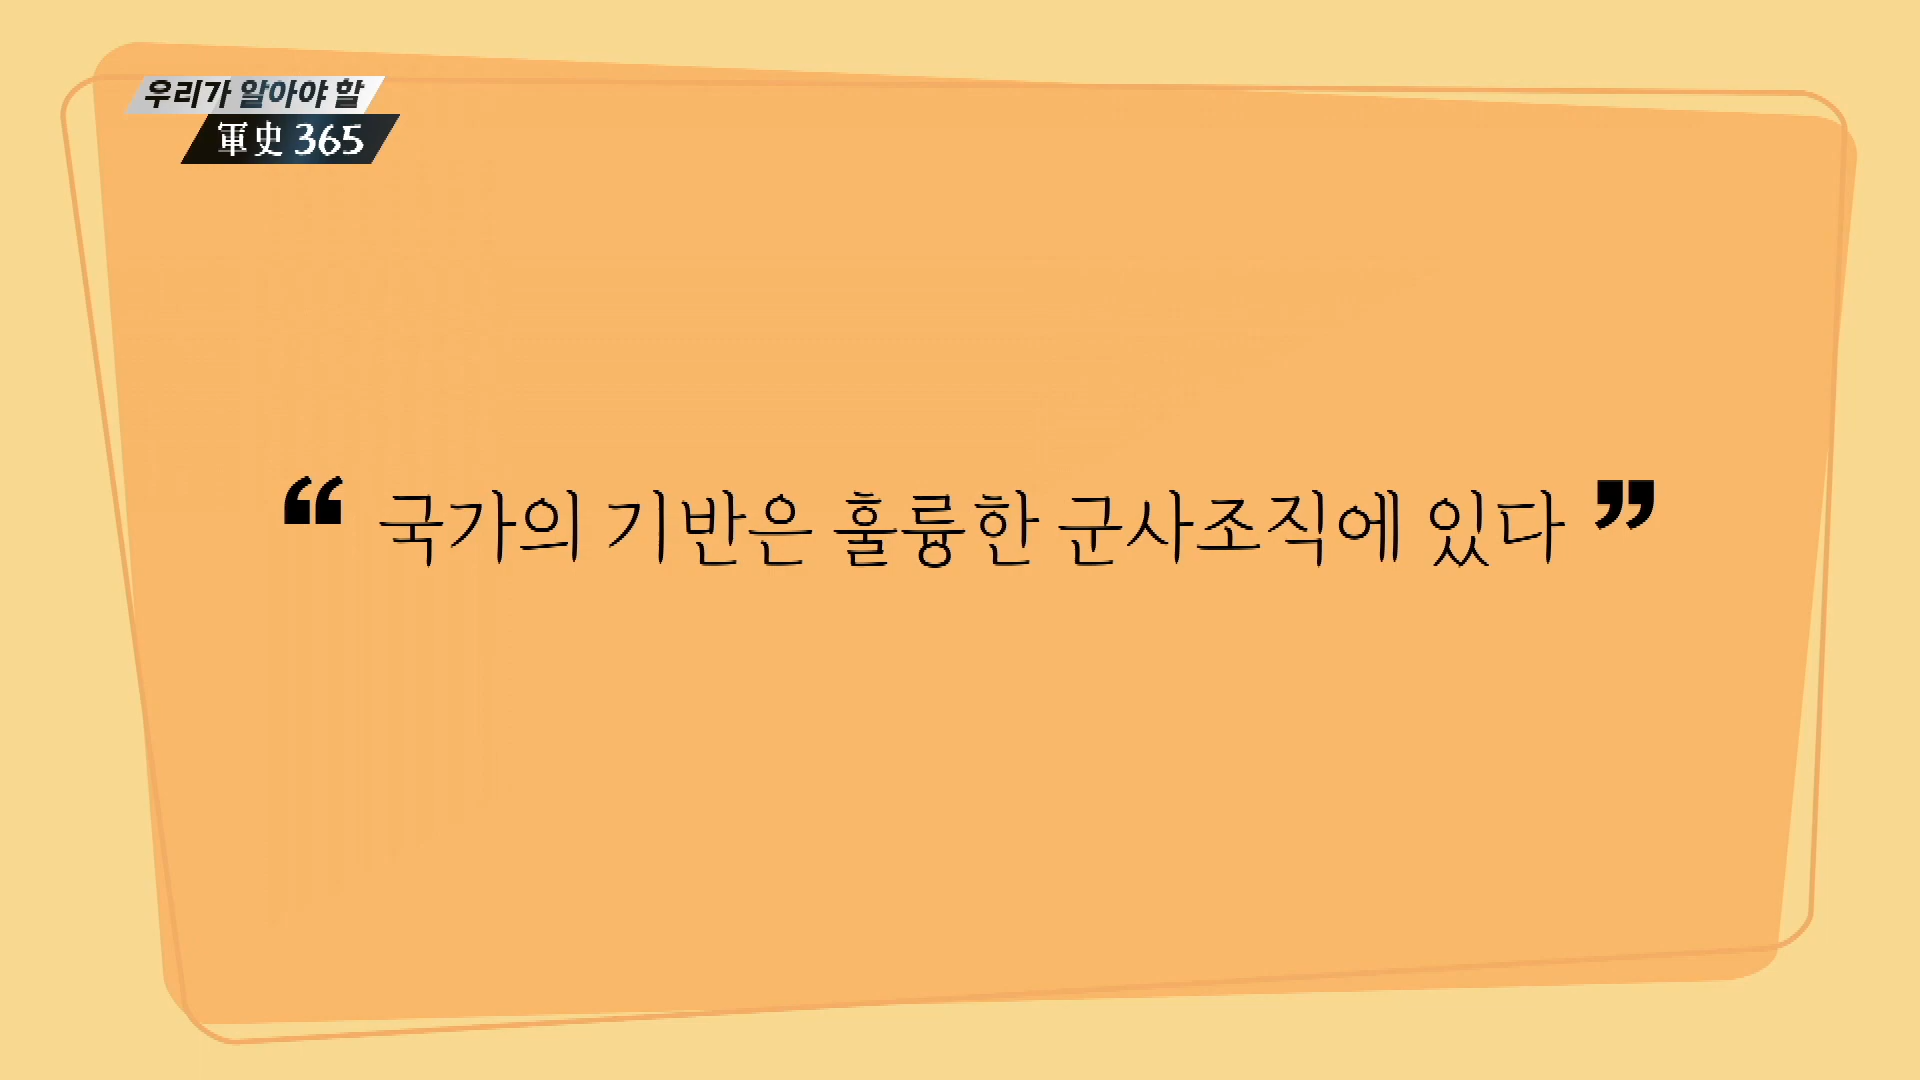 우리가 알아야 할
軍史 365
“ 국가의 기반은 훌륭한 군사조직에 있다 ”